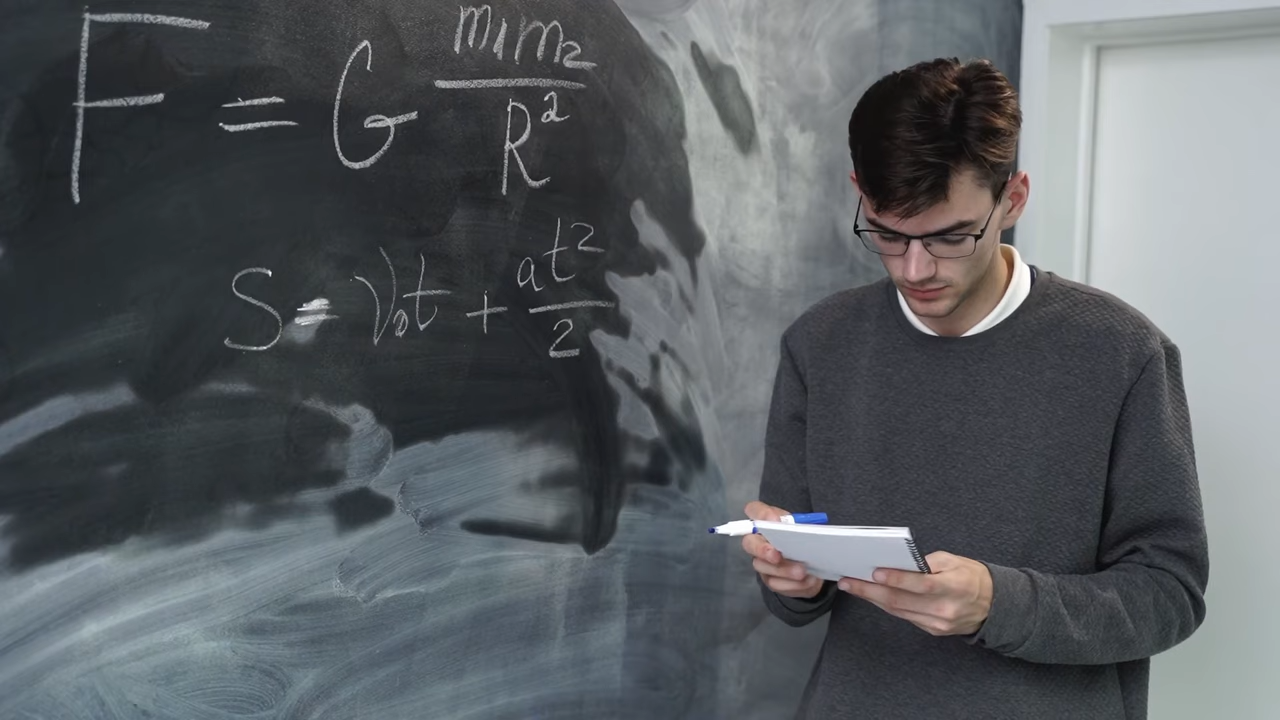 F = G m₁m₂/R²
S = V₀t + at²/2